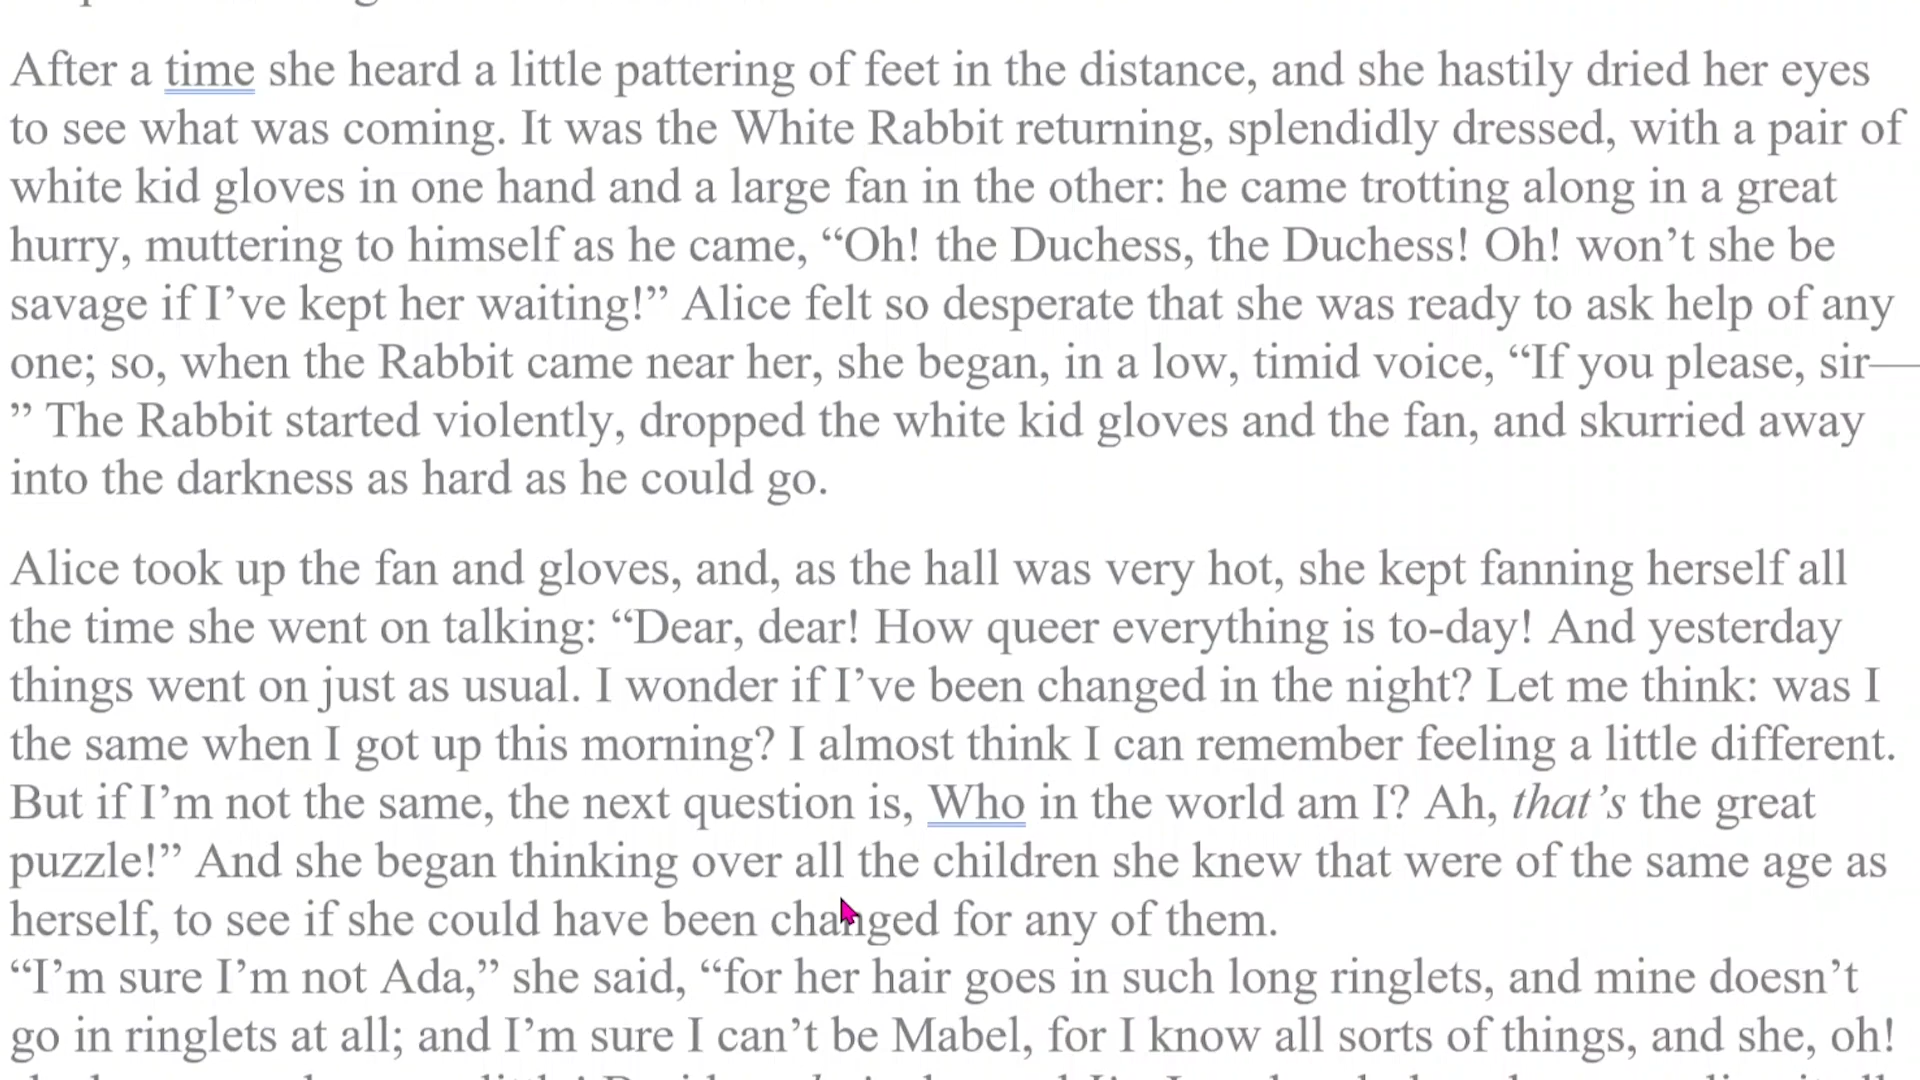 After a time she heard a little pattering of feet in the distance, and she hastily dried her eyes
to see what was coming. It was the White Rabbit returning, splendidly dressed, with a pair of
white kid gloves in one hand and a large fan in the other: he came trotting along in a great
hurry, muttering to himself as he came, “Oh! the Duchess, the Duchess! Oh! won’t she be
savage if I’ve kept her waiting!” Alice felt so desperate that she was ready to ask help of any
one; so, when the Rabbit came near her, she began, in a low, timid voice, “If you please, sir—
” The Rabbit started violently, dropped the white kid gloves and the fan, and skurried away
into the darkness as hard as he could go.
Alice took up the fan and gloves, and, as the hall was very hot, she kept fanning herself all
the time she went on talking: “Dear, dear! How queer everything is to-day! And yesterday
things went on just as usual. I wonder if I’ve been changed in the night? Let me think: was I
the same when I got up this morning? I almost think I can remember feeling a little different.
But if I’m not the same, the next question is, Who in the world am I? Ah, that’s the great
puzzle!” And she began thinking over all the children she knew that were of the same age as
herself, to see if she could have been changed for any of them.
“I’m sure I’m not Ada,” she said, “for her hair goes in such long ringlets, and mine doesn’t
go in ringlets at all; and I’m sure I can’t be Mabel, for I know all sorts of things, and she, oh!